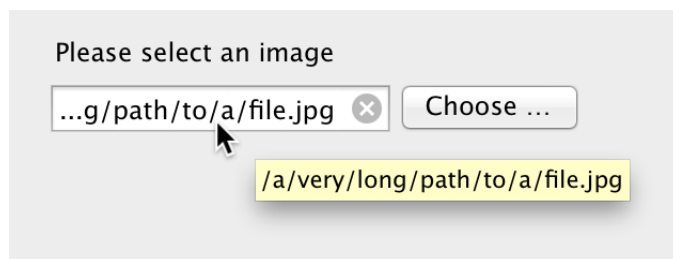 Please select an image
...g/path/to/a/file.jpg
Choose ...
/a/very/long/path/to/a/file.jpg